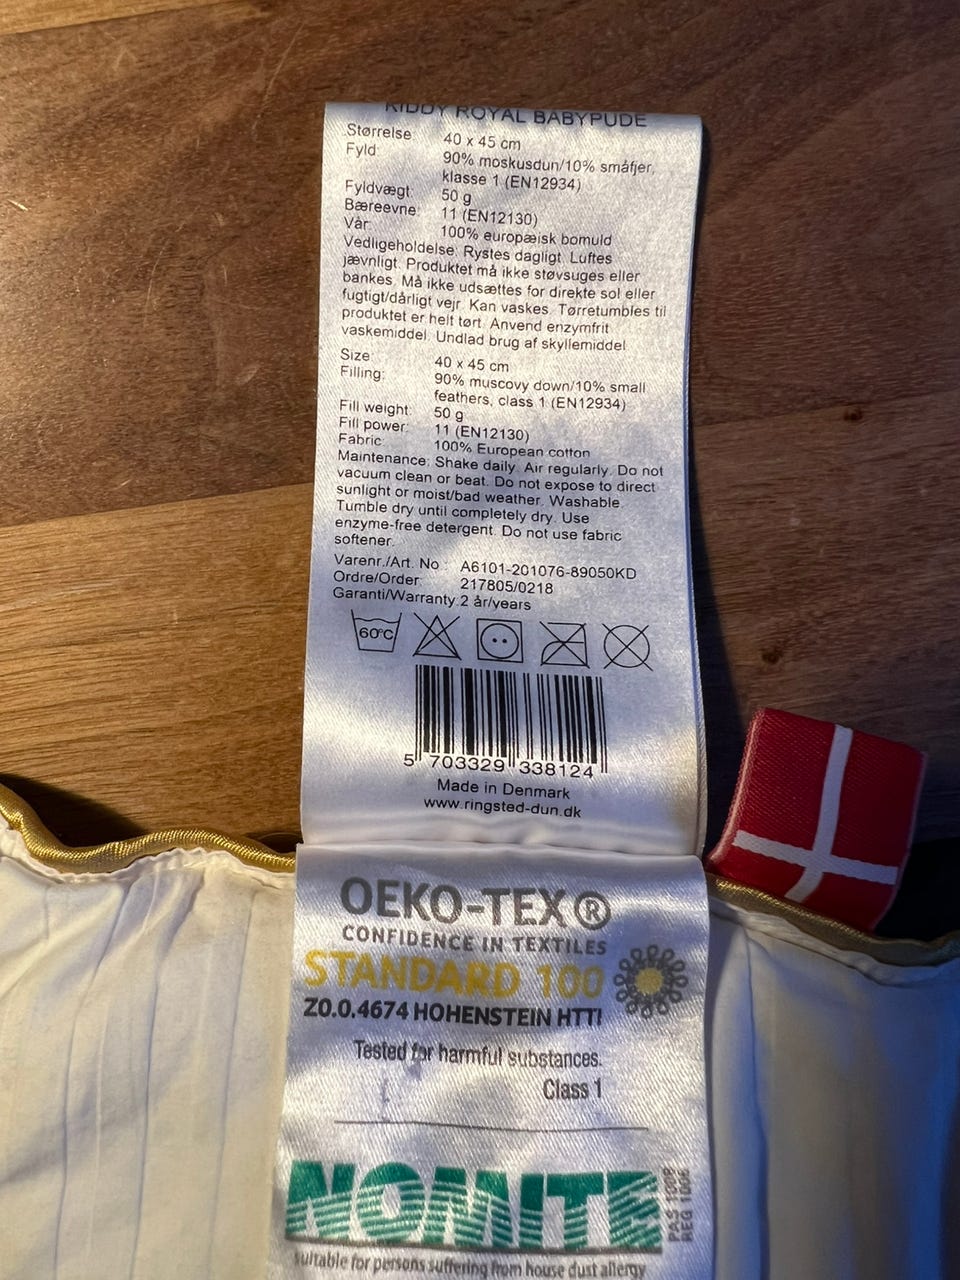 KIDDY ROYAL BABYPUDE
Størrelse: 40 x 45 cm
Fyld: 90% moskusdun/10% småfjer,
klasse 1 (EN12934)
Fyldvægt: 50 g
Bæreevne: 11 (EN12130)
Vår: 100% europæisk bomuld
Vedligeholdelse: Rystes dagligt. Luftes
jævnligt. Produktet må ikke støvsuges eller
bankes. Må ikke udsættes for direkte sol eller
fugtigt/dårligt vejr. Kan vaskes. Tørretumbles til
produktet er helt tørt. Anvend enzymfrit
vaskemiddel. Undlad brug af skyllemiddel.
Size: 40 x 45 cm
Filling: 90% muscovy down/10% small
feathers, class 1 (EN12934)
Fill weight: 50 g
Fill power: 11 (EN12130)
Fabric: 100% European cotton
Maintenance: Shake daily. Air regularly. Do not
vacuum clean or beat. Do not expose to direct
sunlight or moist/bad weather. Washable.
Tumble dry until completely dry. Use
enzyme-free detergent. Do not use fabric
softener.
Varenr./Art. No.: A6101-201076-89050KD
Ordre/Order: 217805/0218
Garanti/Warranty: 2 år/years
60°C
5 703329 338124
Made in Denmark
www.ringsted-dun.dk
OEKO-TEX®
CONFIDENCE IN TEXTILES
STANDARD 100
Z0.0.4674 HOHENSTEIN HTTI
Tested for harmful substances.
Class 1
NOMITE
PAS 1008
REG 1006
suitable for persons suffering from house dust allergy